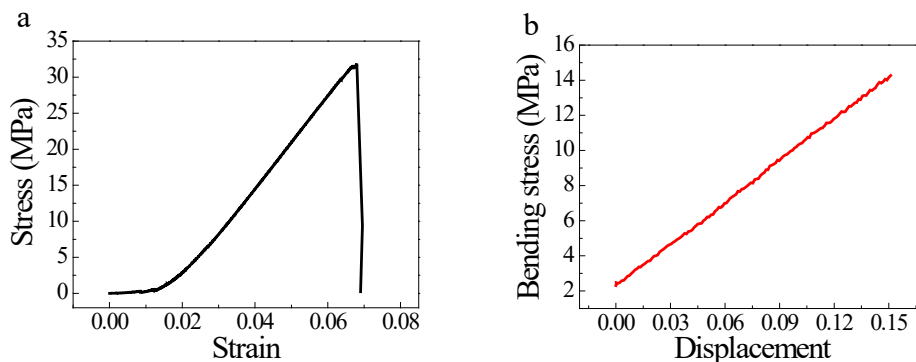 a
35
30
25
20
15
10
5
0
Stress (MPa)
0.00 0.02 0.04 0.06 0.08
Strain
b
16
14
12
10
8
6
4
2
Bending stress (MPa)
0.00 0.03 0.06 0.09 0.12 0.15
Displacement